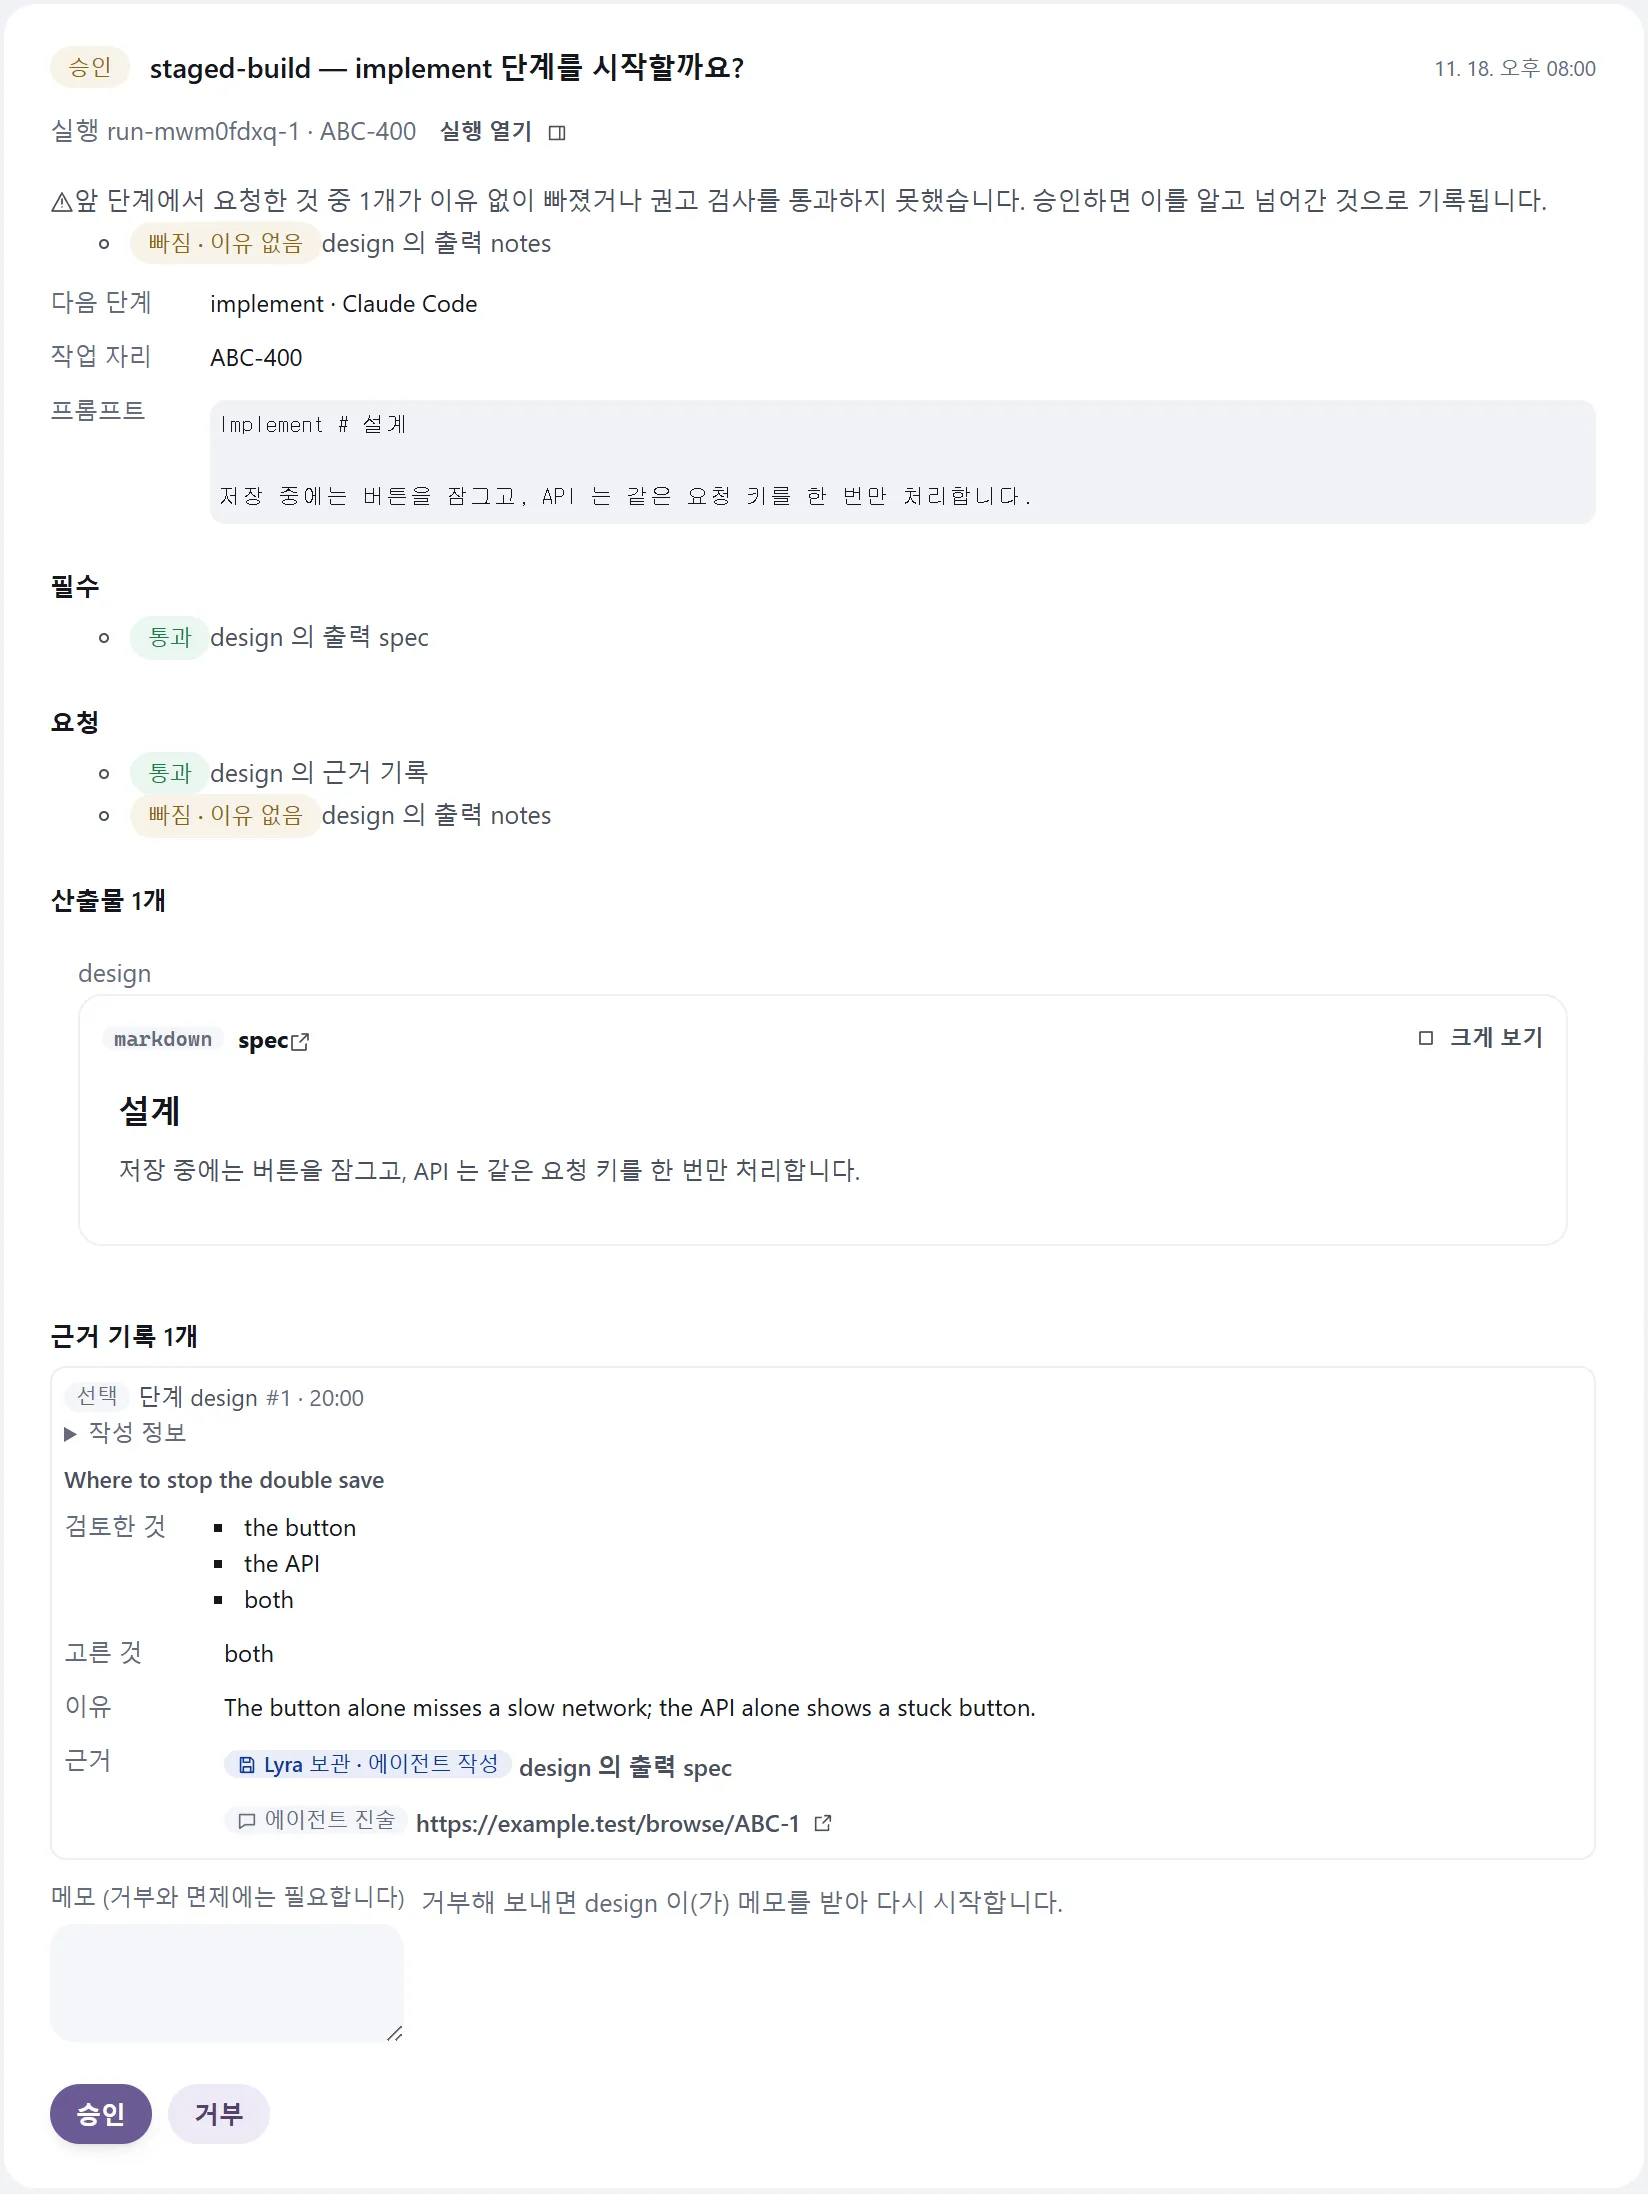 승인 staged-build — implement 단계를 시작할까요? 11. 18. 오후 08:00
실행 run-mwm0fdxq-1 · ABC-400 실행 열기
⚠앞 단계에서 요청한 것 중 1개가 이유 없이 빠졌거나 권고 검사를 통과하지 못했습니다. 승인하면 이를 알고 넘어간 것으로 기록됩니다.
빠짐 · 이유 없음 design 의 출력 notes
다음 단계 implement · Claude Code
작업 자리 ABC-400
프롬프트 Implement # 설계
저장 중에는 버튼을 잠그고, API 는 같은 요청 키를 한 번만 처리합니다.
필수
통과 design 의 출력 spec
요청
통과 design 의 근거 기록
빠짐 · 이유 없음 design 의 출력 notes
산출물 1개
design
markdown spec 크게 보기
설계
저장 중에는 버튼을 잠그고, API 는 같은 요청 키를 한 번만 처리합니다.
근거 기록 1개
선택 단계 design #1 · 20:00
▶ 작성 정보
Where to stop the double save
검토한 것 ▪ the button
▪ the API
▪ both
고른 것 both
이유 The button alone misses a slow network; the API alone shows a stuck button.
근거 Lyra 보관 · 에이전트 작성 design 의 출력 spec
에이전트 진술 https://example.test/browse/ABC-1
메모 (거부와 면제에는 필요합니다) 거부해 보내면 design 이(가) 메모를 받아 다시 시작합니다.
승인 거부